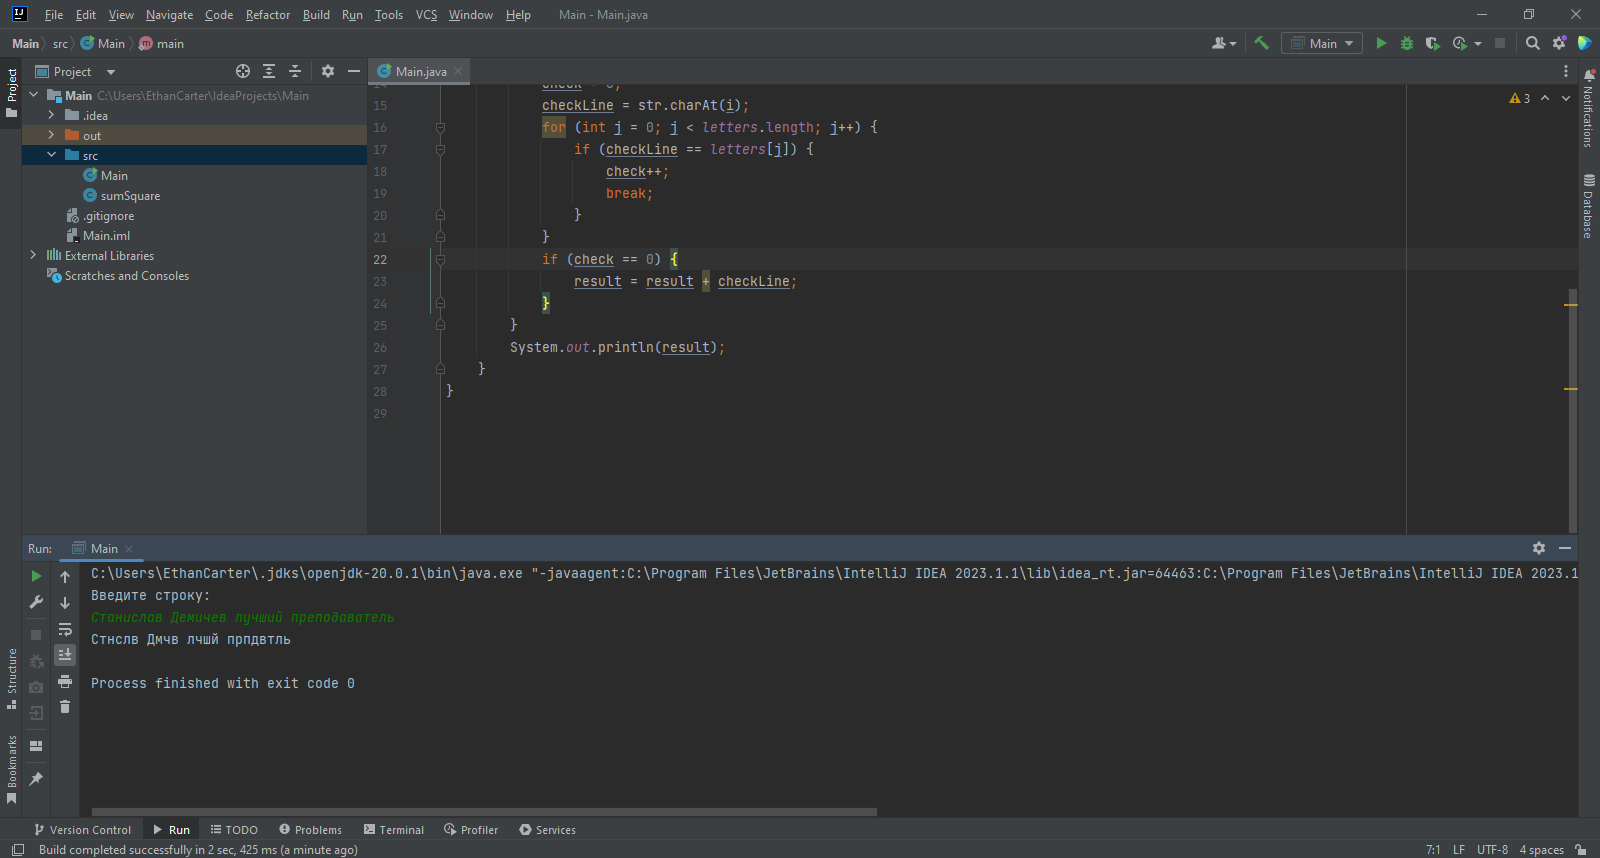 File Edit View Navigate Code Refactor Build Run Tools VCS Window Help Main - Main.java
Main src Main main Main
Project Main.java
Main C:\Users\EthanCarter\IdeaProjects\Main
.idea
out
src
Main
sumSquare
.gitignore
Main.iml
External Libraries
Scratches and Consoles
3
15 checkLine = str.charAt(i);
16 for (int j = 0; j < letters.length; j++) {
17 if (checkLine == letters[j]) {
18 check++;
19 break;
20 }
21 }
22 if (check == 0) {
23 result = result + checkLine;
24 }
25 }
26 System.out.println(result);
27 }
28 }
29
Project
Structure
Bookmarks
Notifications
Database
Run: Main
C:\Users\EthanCarter\.jdks\openjdk-20.0.1\bin\java.exe "-javaagent:C:\Program Files\JetBrains\IntelliJ IDEA 2023.1.1\lib\idea_rt.jar=64463:C:\Program Files\JetBrains\IntelliJ IDEA 2023.1
Введите строку:
Станислав Демичев лучший преподаватель
Стнслв Дмчв лчшй прпдвтль
Process finished with exit code 0
Version Control Run TODO Problems Terminal Profiler Services
Build completed successfully in 2 sec, 425 ms (a minute ago) 7:1 LF UTF-8 4 spaces